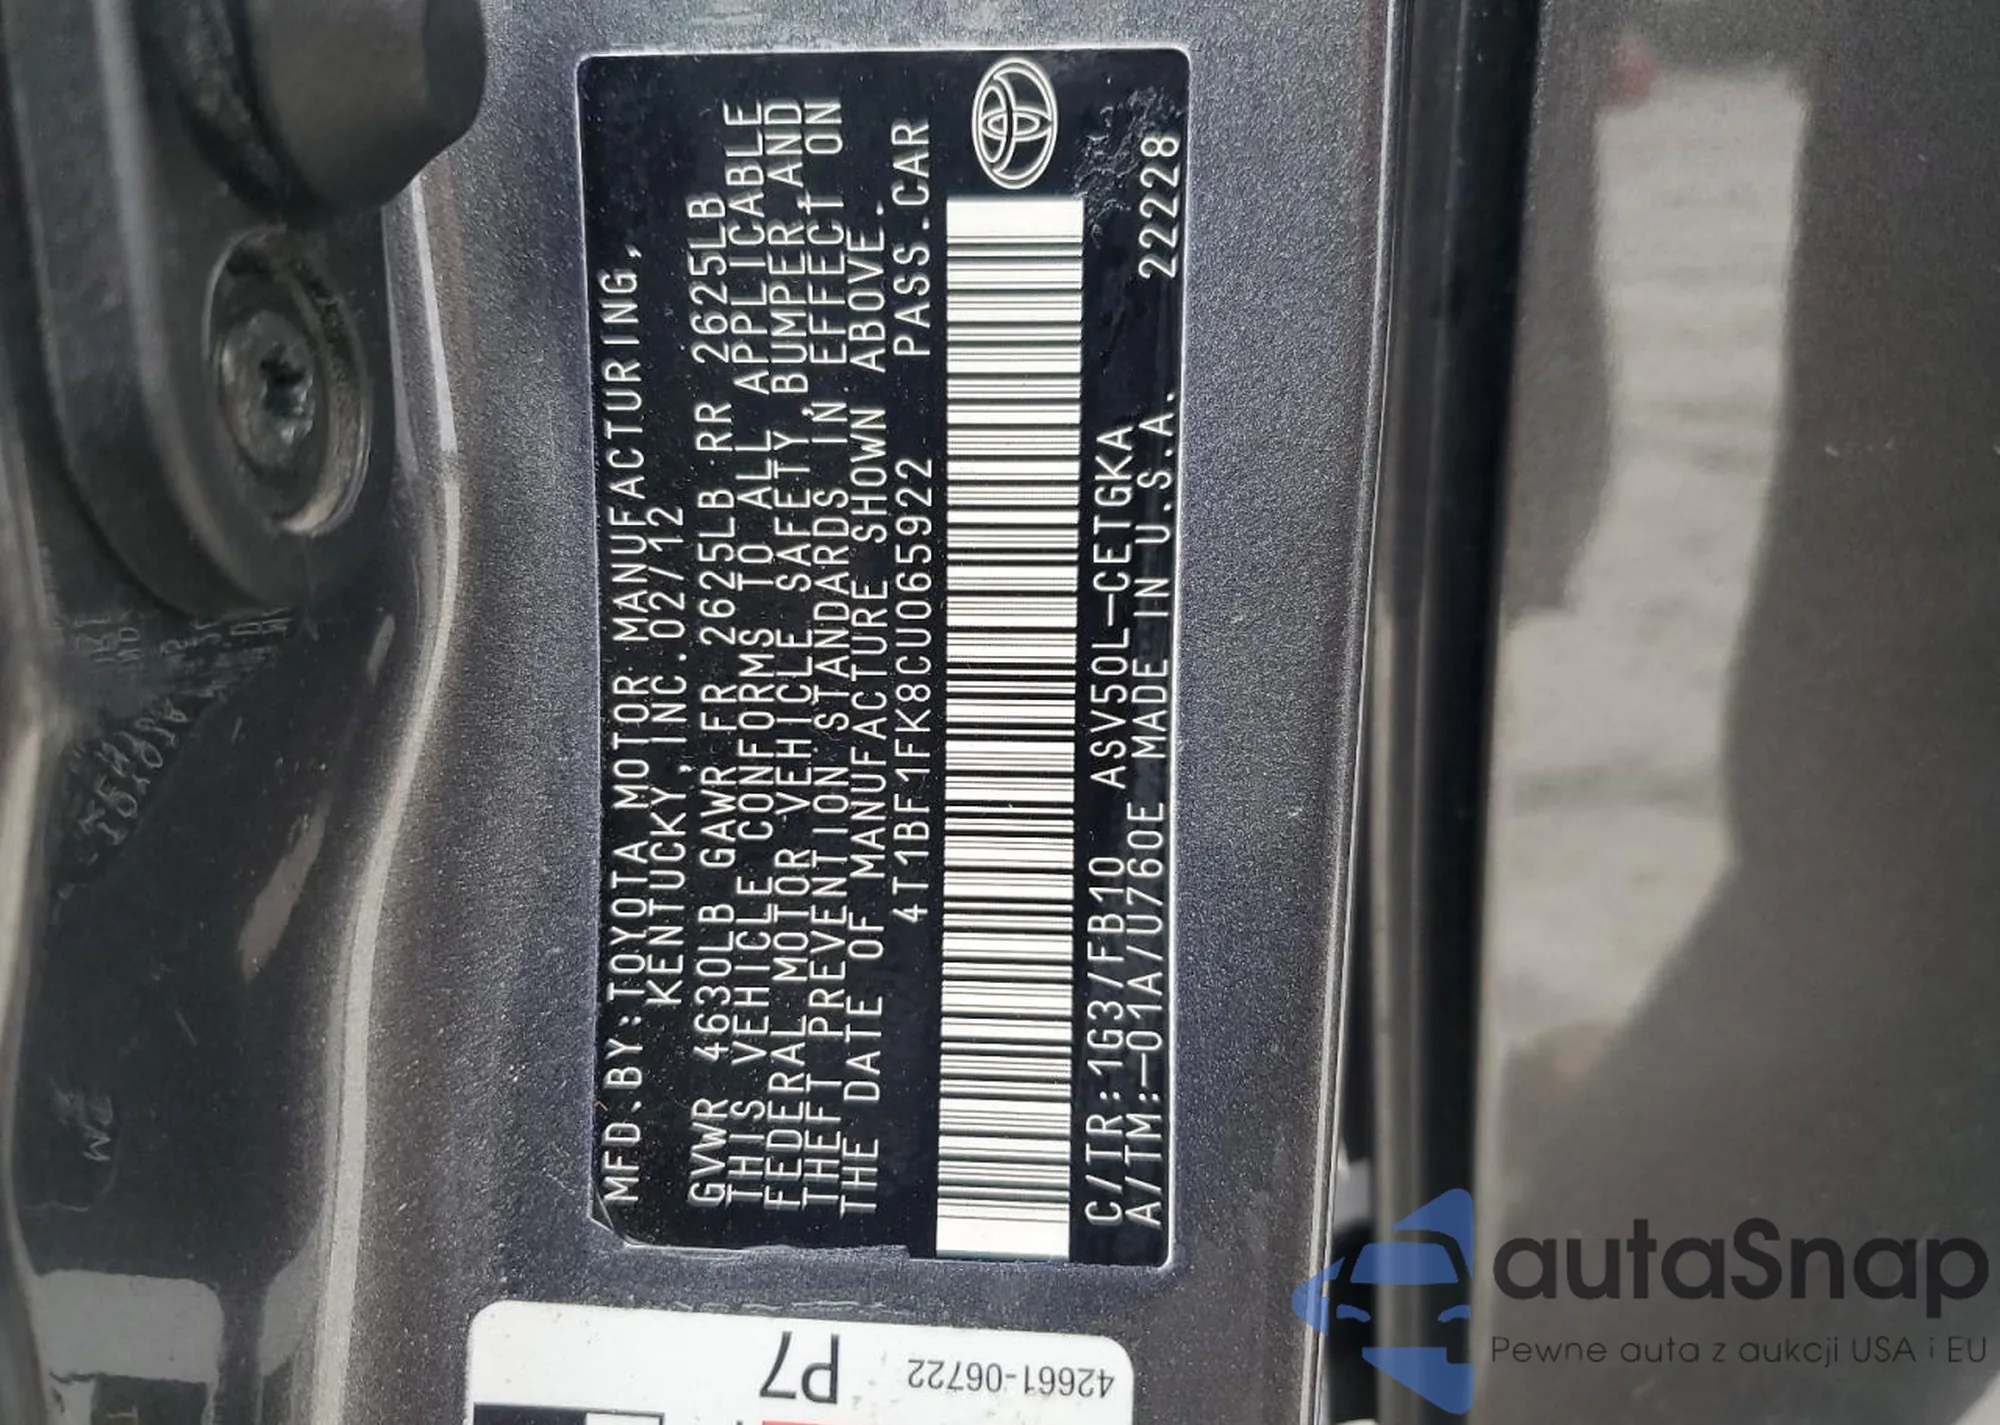 MFD.BY:TOYOTA MOTOR MANUFACTURING,
KENTUCKY,INC.02/12
GVWR 4630LB GAWR FR 2625LB RR 2625LB
THIS VEHICLE CONFORMS TO ALL APPLICABLE
FEDERAL MOTOR VEHICLE SAFETY,BUMPER AND
THEFT PREVENTION STANDARDS IN EFFECT ON
THE DATE OF MANUFACTURE SHOWN ABOVE.
4T1BF1FK8CU065922 PASS.CAR
C/TR:1G3/FB10 ASV50L-CETGKA
A/TM:-01A/U760E MADE IN U.S.A. 22228
P7
42661-06722
autaSnap
Pewne auta z aukcji USA i EU